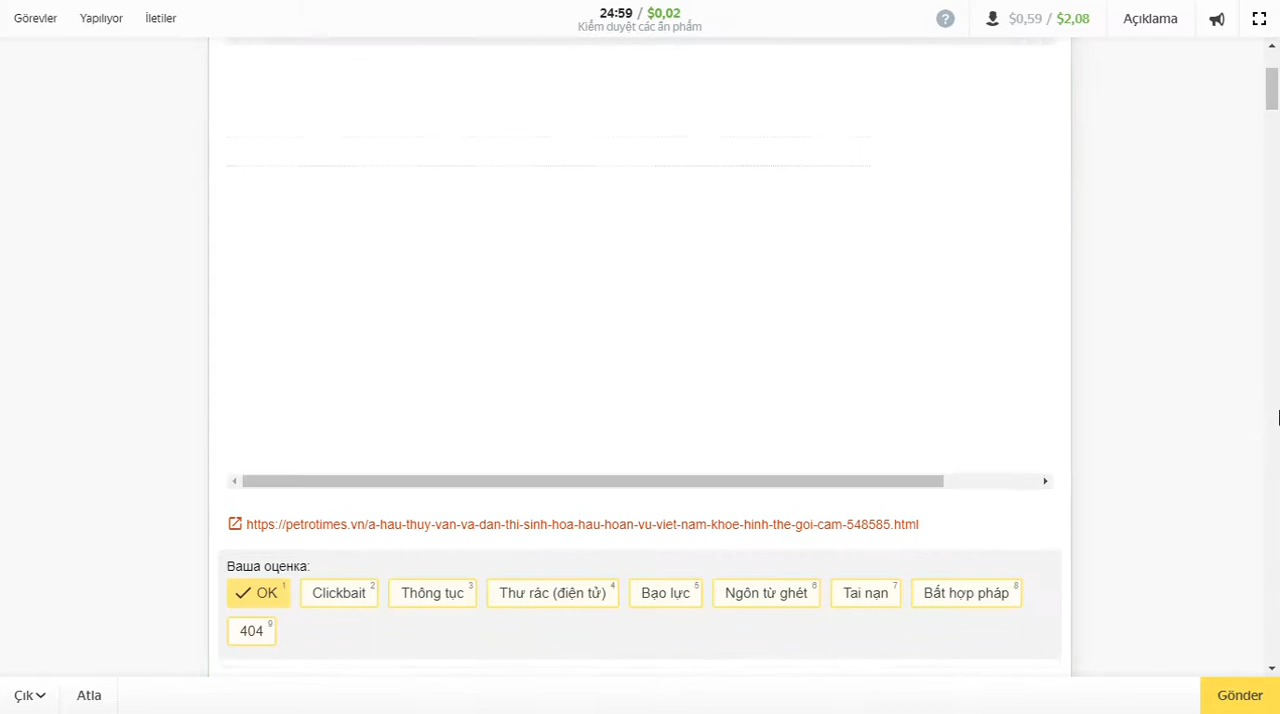 Görevler Yapılıyor İletiler 24:59 / $0,02 ? $0,59 / $2,08 Açıklama
Kiểm duyệt các ấn phẩm
https://petrotimes.vn/a-hau-thuy-van-va-dan-thi-sinh-hoa-hau-hoan-vu-viet-nam-khoe-hinh-the-goi-cam-548585.html
Ваша оценка:
OK 1 Clickbait 2 Thông tục 3 Thư rác (điện tử) 4 Bạo lực 5 Ngôn từ ghét 6 Tai nạn 7 Bất hợp pháp 8
404 9
Çık Atla Gönder